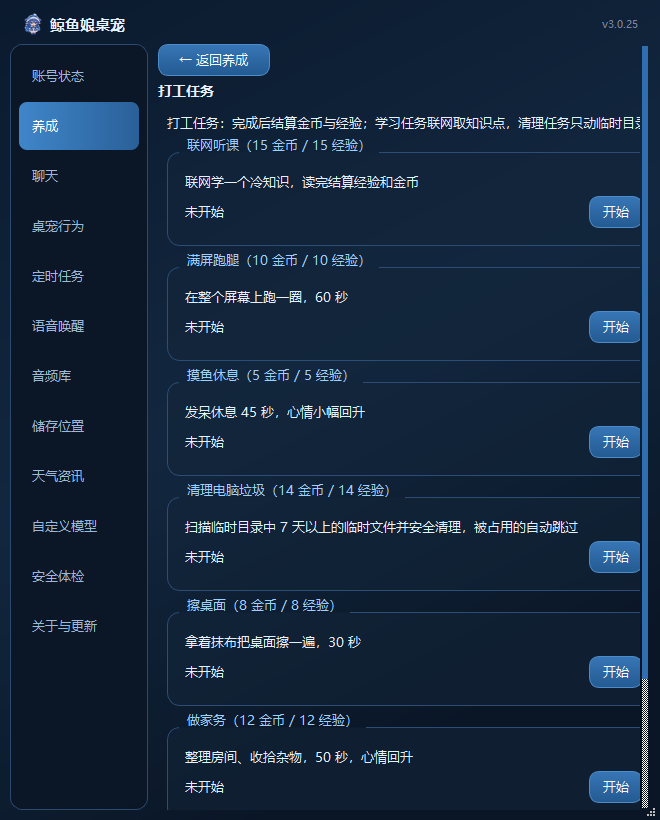 鲸鱼娘桌宠
v3.0.25
账号状态
养成
聊天
桌宠行为
定时任务
语音唤醒
音频库
储存位置
天气资讯
自定义模型
安全体检
关于与更新
← 返回养成
打工任务
打工任务：完成后结算金币与经验；学习任务联网取知识点，清理任务只动临时目
联网听课（15 金币 / 15 经验）
联网学一个冷知识，读完结算经验和金币
未开始
开始
满屏跑腿（10 金币 / 10 经验）
在整个屏幕上跑一圈，60 秒
未开始
开始
摸鱼休息（5 金币 / 5 经验）
发呆休息 45 秒，心情小幅回升
未开始
开始
清理电脑垃圾（14 金币 / 14 经验）
扫描临时目录中 7 天以上的临时文件并安全清理，被占用的自动跳过
未开始
开始
擦桌面（8 金币 / 8 经验）
拿着抹布把桌面擦一遍，30 秒
未开始
开始
做家务（12 金币 / 12 经验）
整理房间、收拾杂物，50 秒，心情回升
未开始
开始